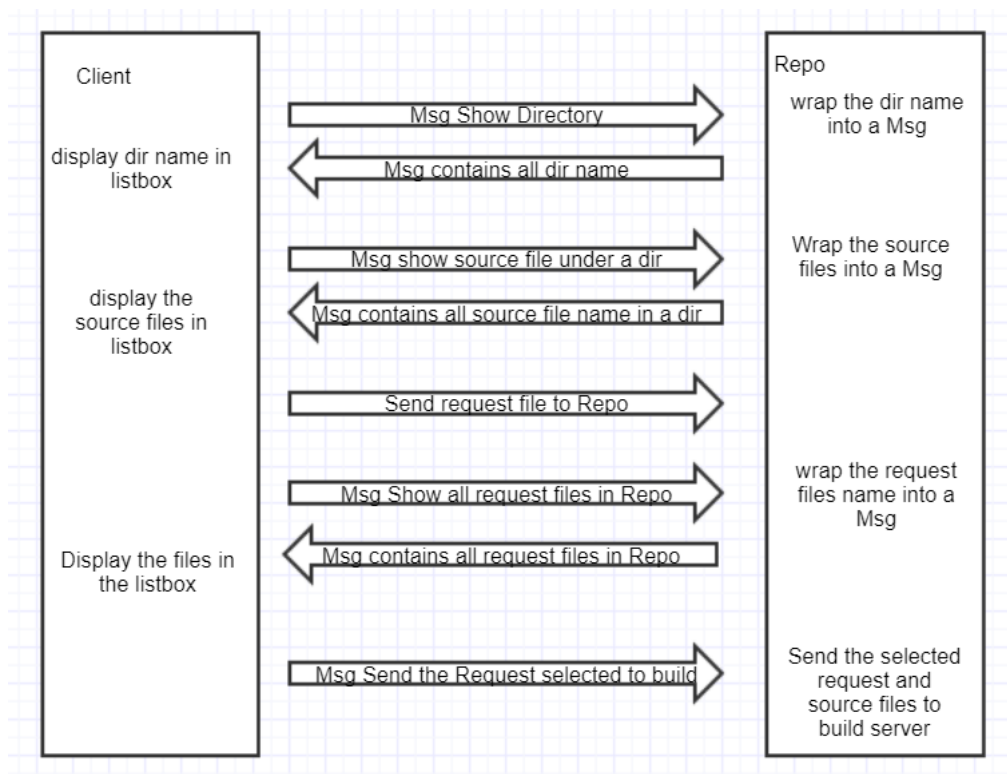 Client
Repo
Msg Show Directory
wrap the dir name
into a Msg
display dir name in
listbox
Msg contains all dir name
Msg show source file under a dir
Wrap the source
files into a Msg
display the
source files in
listbox
Msg contains all source file name in a dir
Send request file to Repo
Msg Show all request files in Repo
wrap the request
files name into a
Msg
Display the files in
the listbox
Msg contains all request files in Repo
Msg Send the Request selected to build
Send the selected
request and
source files to
build server